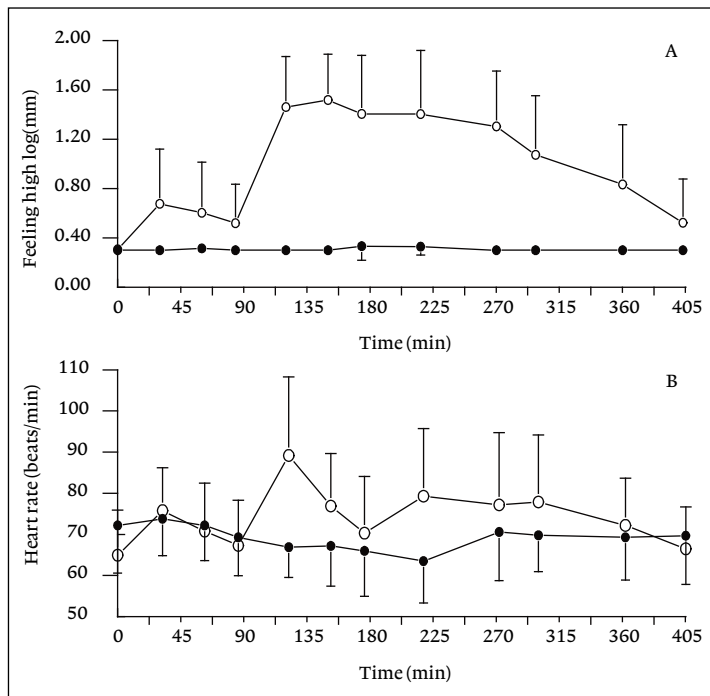 A
Feeling high log(mm)
2.00
1.60
1.20
0.80
0.40
0.00
0 45 90 135 180 225 270 315 360 405
Time (min)
B
Heart rate (beats/min)
110
100
90
80
70
60
50
0 45 90 135 180 225 270 315 360 405
Time (min)